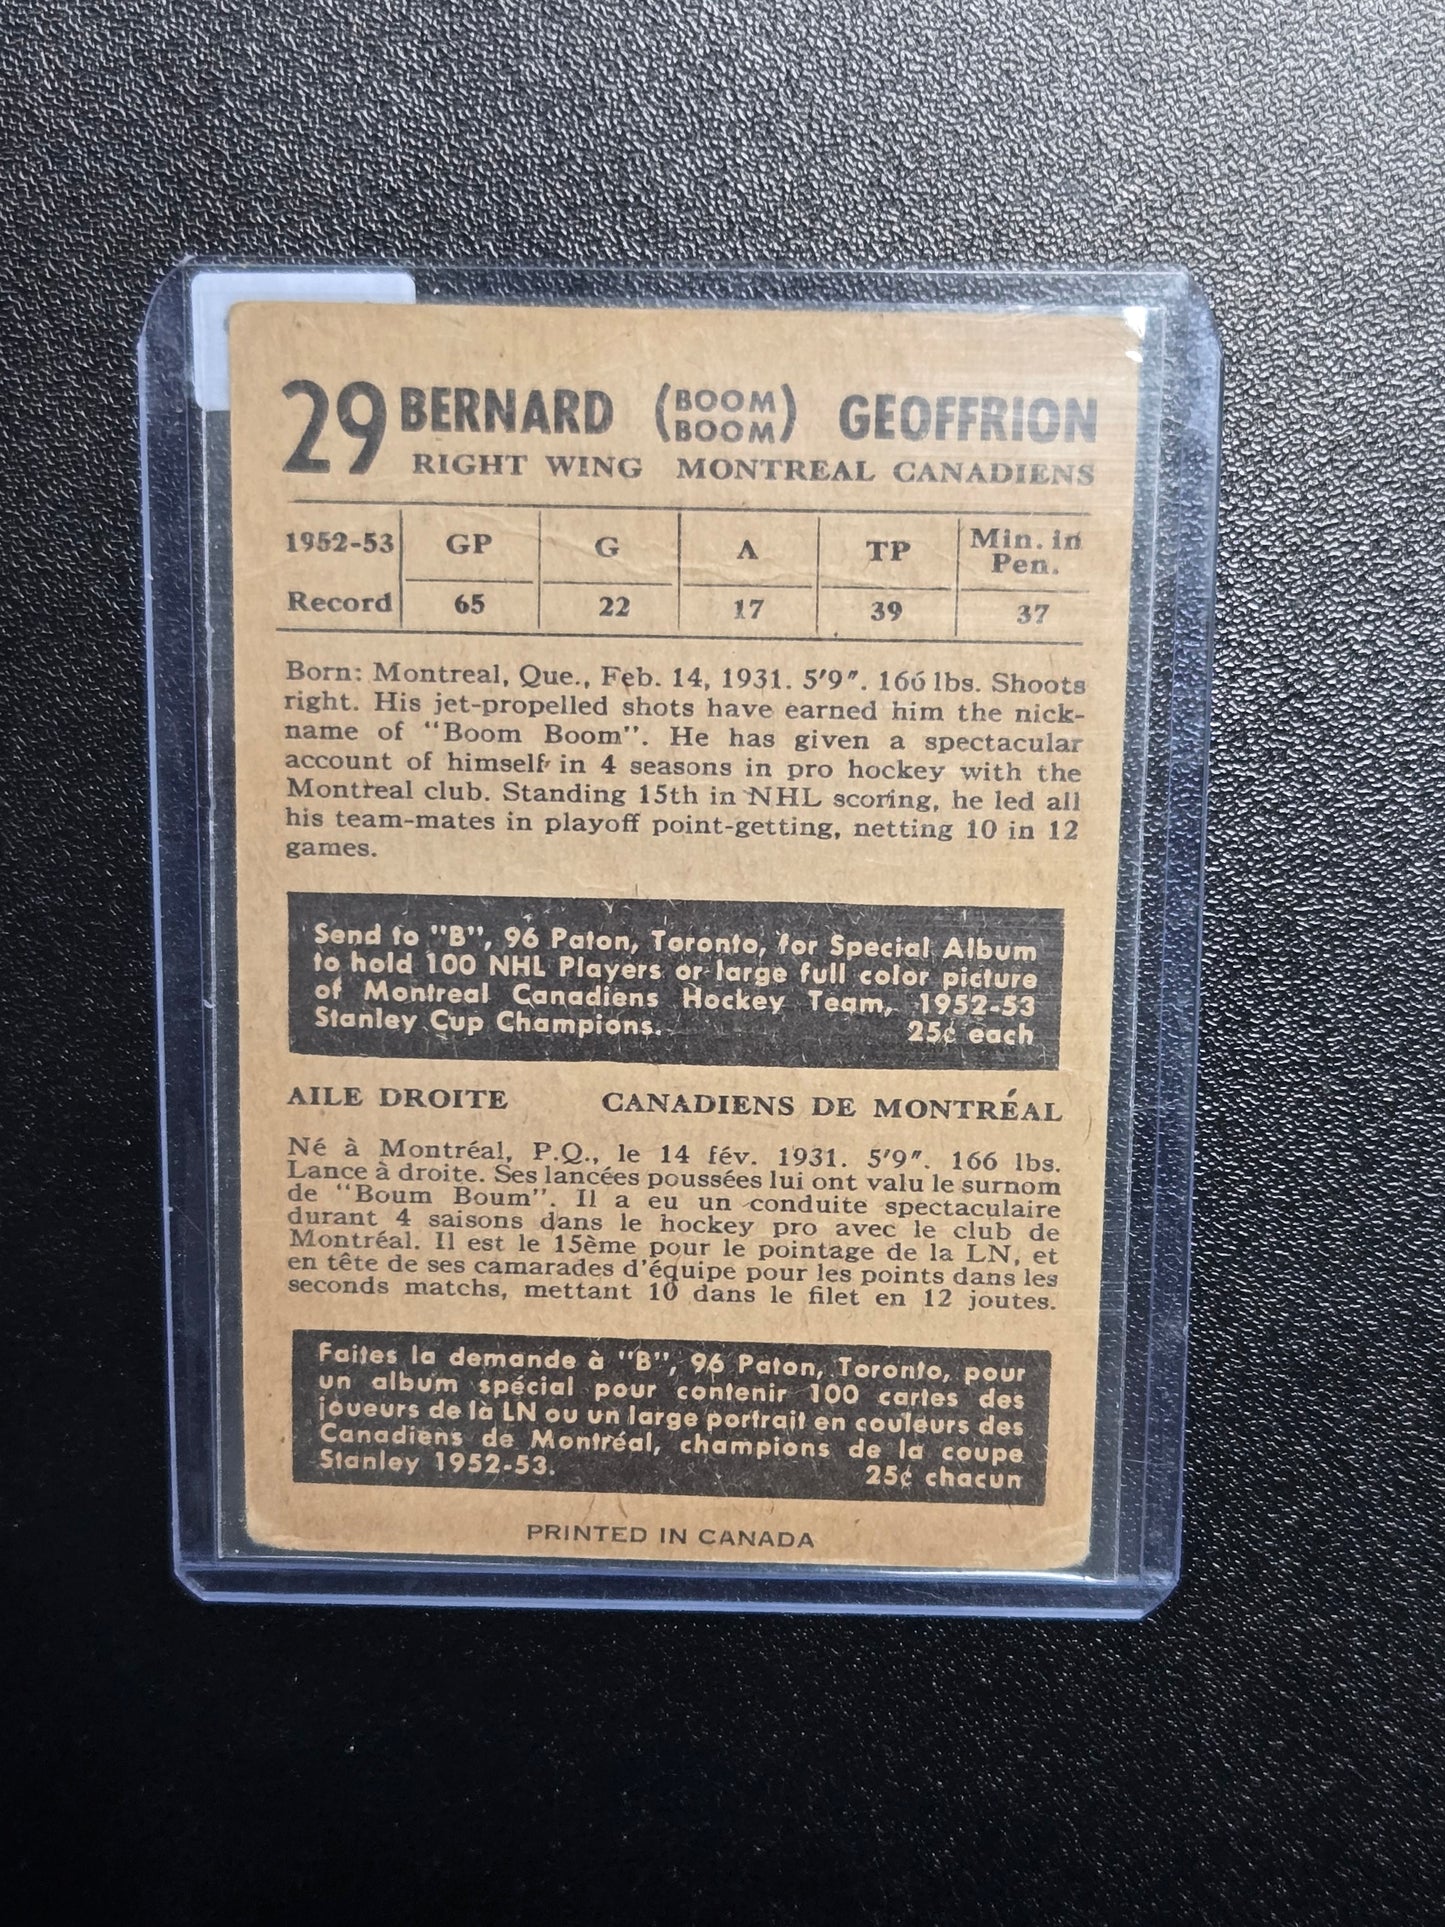 29 BERNARD (BOOM BOOM) GEOFFRION
RIGHT WING MONTREAL CANADIENS
1952-53 GP G A TP Min. in Pen.
Record 65 22 17 39 37
Born: Montreal, Que., Feb. 14, 1931. 5'9". 166 lbs. Shoots
right. His jet-propelled shots have earned him the nick-
name of "Boom Boom". He has given a spectacular
account of himself in 4 seasons in pro hockey with the
Montreal club. Standing 15th in NHL scoring, he led all
his team-mates in playoff point-getting, netting 10 in 12
games.
Send to "B", 96 Paton, Toronto, for Special Album
to hold 100 NHL Players or large full color picture
of Montreal Canadiens Hockey Team, 1952-53
Stanley Cup Champions. 25¢ each
AILE DROITE CANADIENS DE MONTRÉAL
Né à Montréal, P.Q., le 14 fév. 1931. 5'9". 166 lbs.
Lance à droite. Ses lancées poussées lui ont valu le surnom
de "Boum Boum". Il a eu un conduite spectaculaire
durant 4 saisons dans le hockey pro avec le club de
Montréal. Il est le 15ème pour le pointage de la LN, et
en tête de ses camarades d'équipe pour les points dans les
seconds matchs, mettant 10 dans le filet en 12 joutes.
Faites la demande à "B", 96 Paton, Toronto, pour
un album spécial pour contenir 100 cartes des
joueurs de là LN ou un large portrait en couleurs des
Canadiens de Montréal, champions de la coupe
Stanley 1952-53. 25¢ chacun
PRINTED IN CANADA